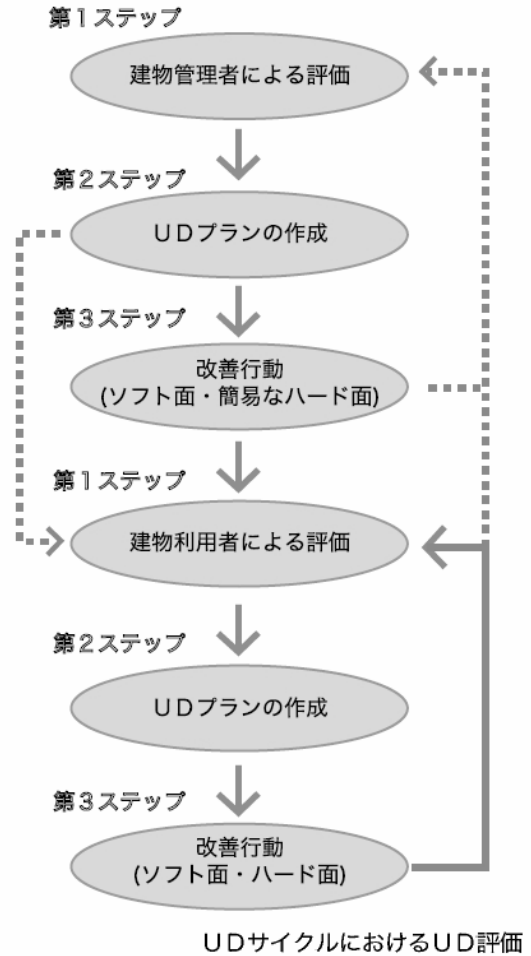 第１ステップ
建物管理者による評価
第２ステップ
ＵＤプランの作成
第３ステップ
改善行動
(ソフト面・簡易なハード面)
第１ステップ
建物利用者による評価
第２ステップ
ＵＤプランの作成
第３ステップ
改善行動
(ソフト面・ハード面)
ＵＤサイクルにおけるＵＤ評価